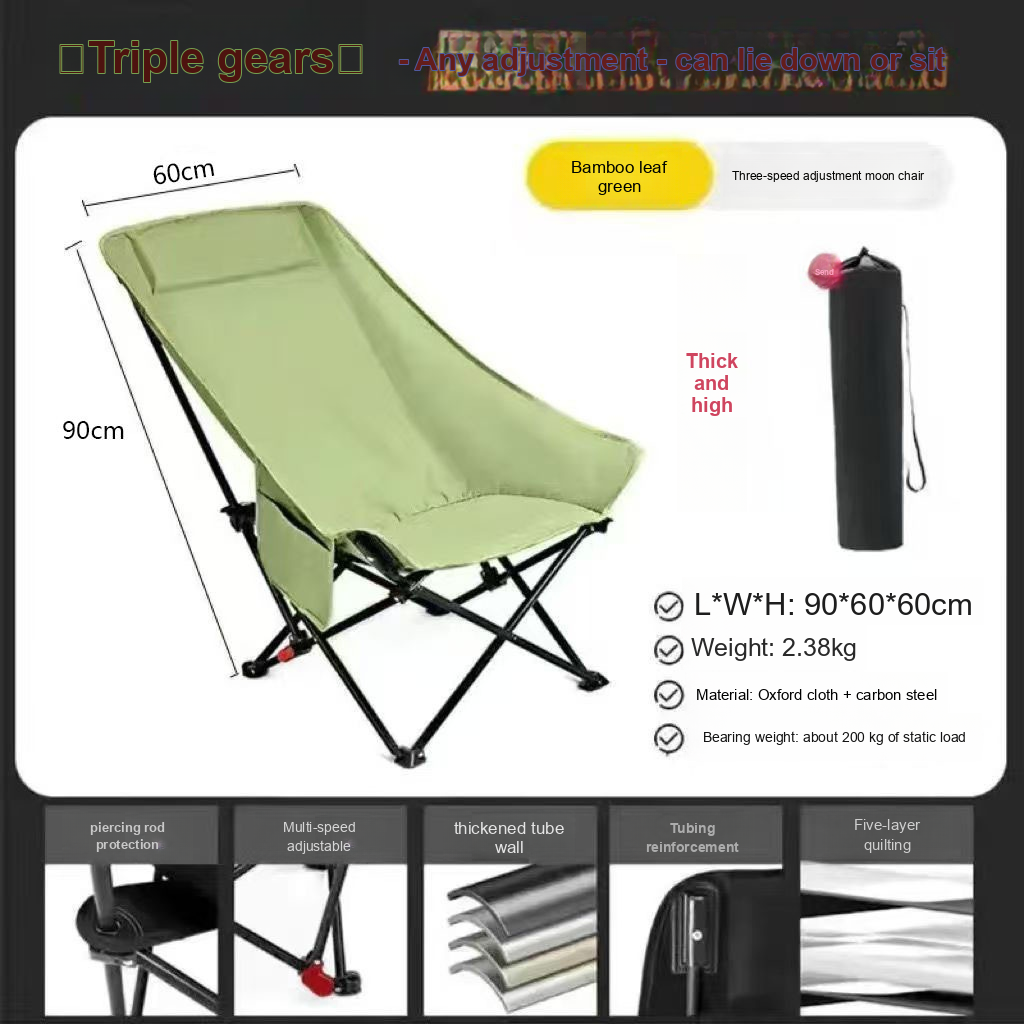 Triple gears
- Any adjustment - can lie down or sit
60cm
Bamboo leaf
green
Three-speed adjustment moon chair
Send
Thick
and
high
90cm
L*W*H: 90*60*60cm
Weight: 2.38kg
Material: Oxford cloth + carbon steel
Bearing weight: about 200 kg of static load
piercing rod
protection
Multi-speed
adjustable
thickened tube
wall
Tubing
reinforcement
Five-layer
quilting